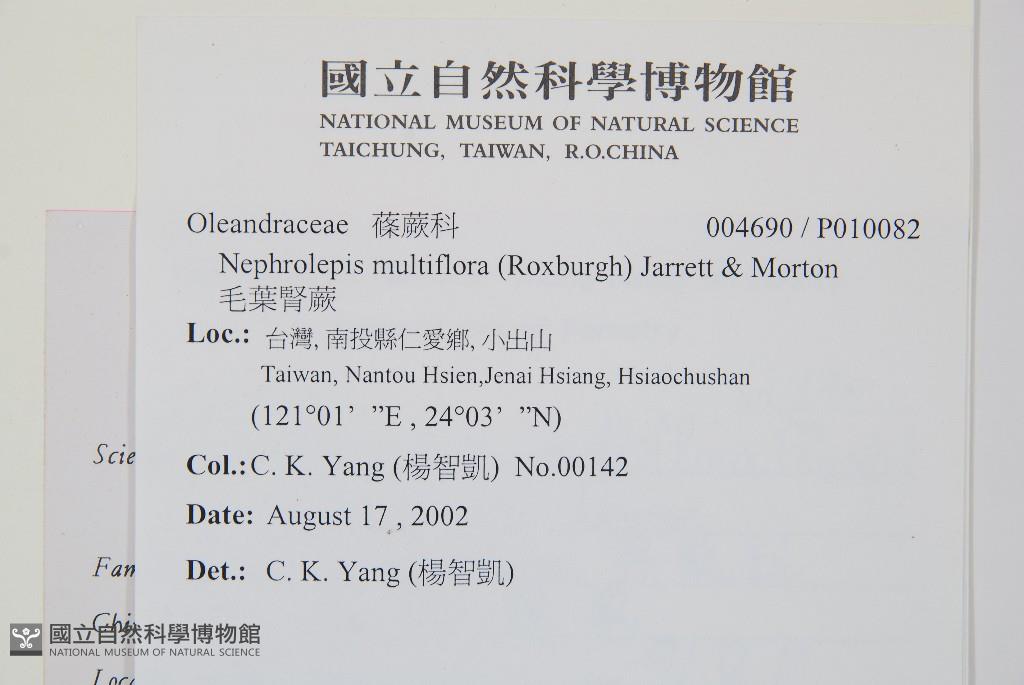 國立自然科學博物館
NATIONAL MUSEUM OF NATURAL SCIENCE
TAICHUNG, TAIWAN, R.O.CHINA
Oleandraceae 蓧蕨科 004690 / P010082
Nephrolepis multiflora (Roxburgh) Jarrett & Morton
毛葉腎蕨
Loc.: 台灣, 南投縣仁愛鄉, 小出山
Taiwan, Nantou Hsien,Jenai Hsiang, Hsiaochushan
(121°01’ ”E , 24°03’ ”N)
Col.:C. K. Yang (楊智凱) No.00142
Scie
Date: August 17 , 2002
Det.: C. K. Yang (楊智凱)
Fam
Chi
國立自然科學博物館
NATIONAL MUSEUM OF NATURAL SCIENCE
Loca